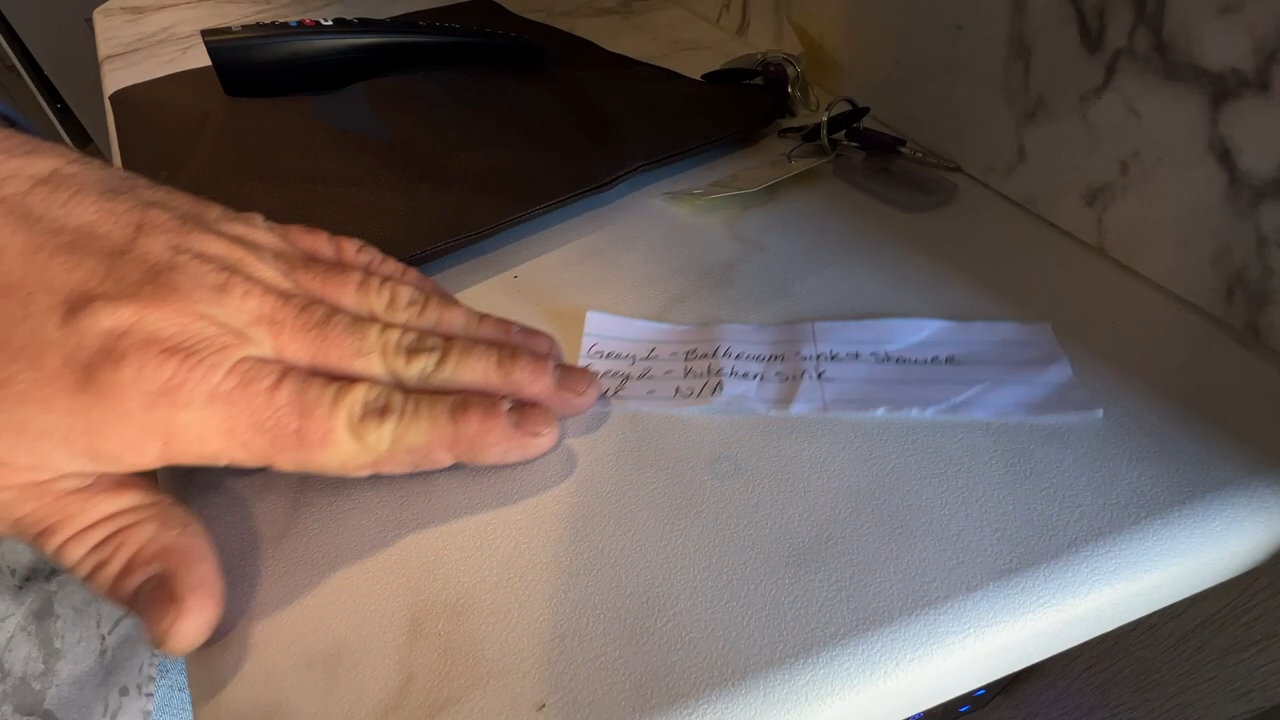 Grey 1 = Bathroom sink & Shower
Grey 2 = Kitchen sink
= N/A